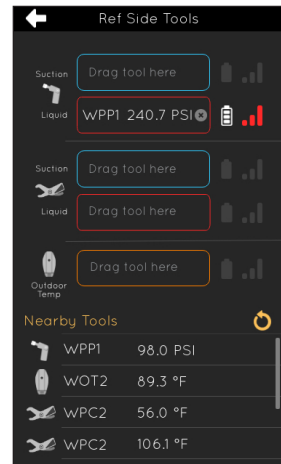 Ref Side Tools
Suction Drag tool here
Liquid WPP1 240.7 PSI
Suction Drag tool here
Liquid Drag tool here
Drag tool here
Outdoor
Temp
Nearby Tools
WPP1 98.0 PSI
WOT2 89.3 °F
WPC2 56.0 °F
WPC2 106.1 °F